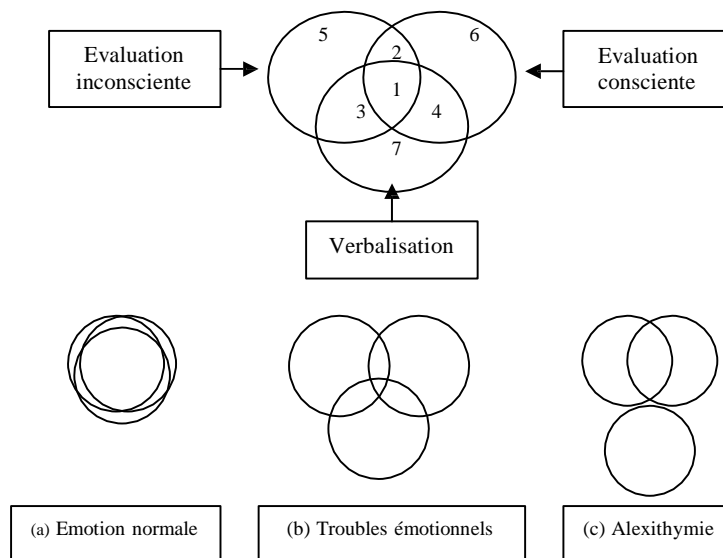 5
2
6
Evaluation
inconsciente
Evaluation
consciente
1
3
4
7
Verbalisation
(a) Emotion normale
(b) Troubles émotionnels
(c) Alexithymie